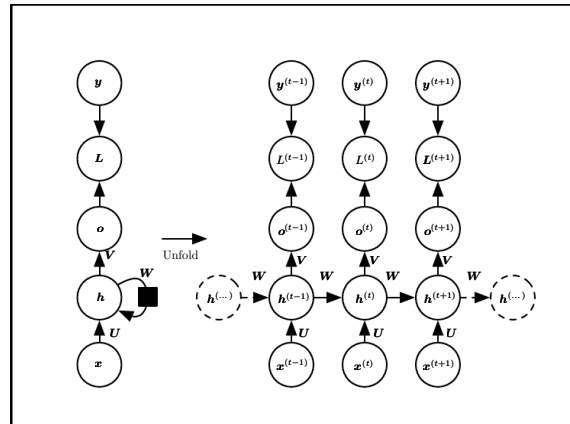 y y^(t−1) y^(t) y^(t+1)
L L^(t−1) L^(t) L^(t+1)
o o^(t−1) o^(t) o^(t+1)
V Unfold V V V
W W W W W
h h^(...) h^(t−1) h^(t) h^(t+1) h^(...)
U U U U
x x^(t−1) x^(t) x^(t+1)